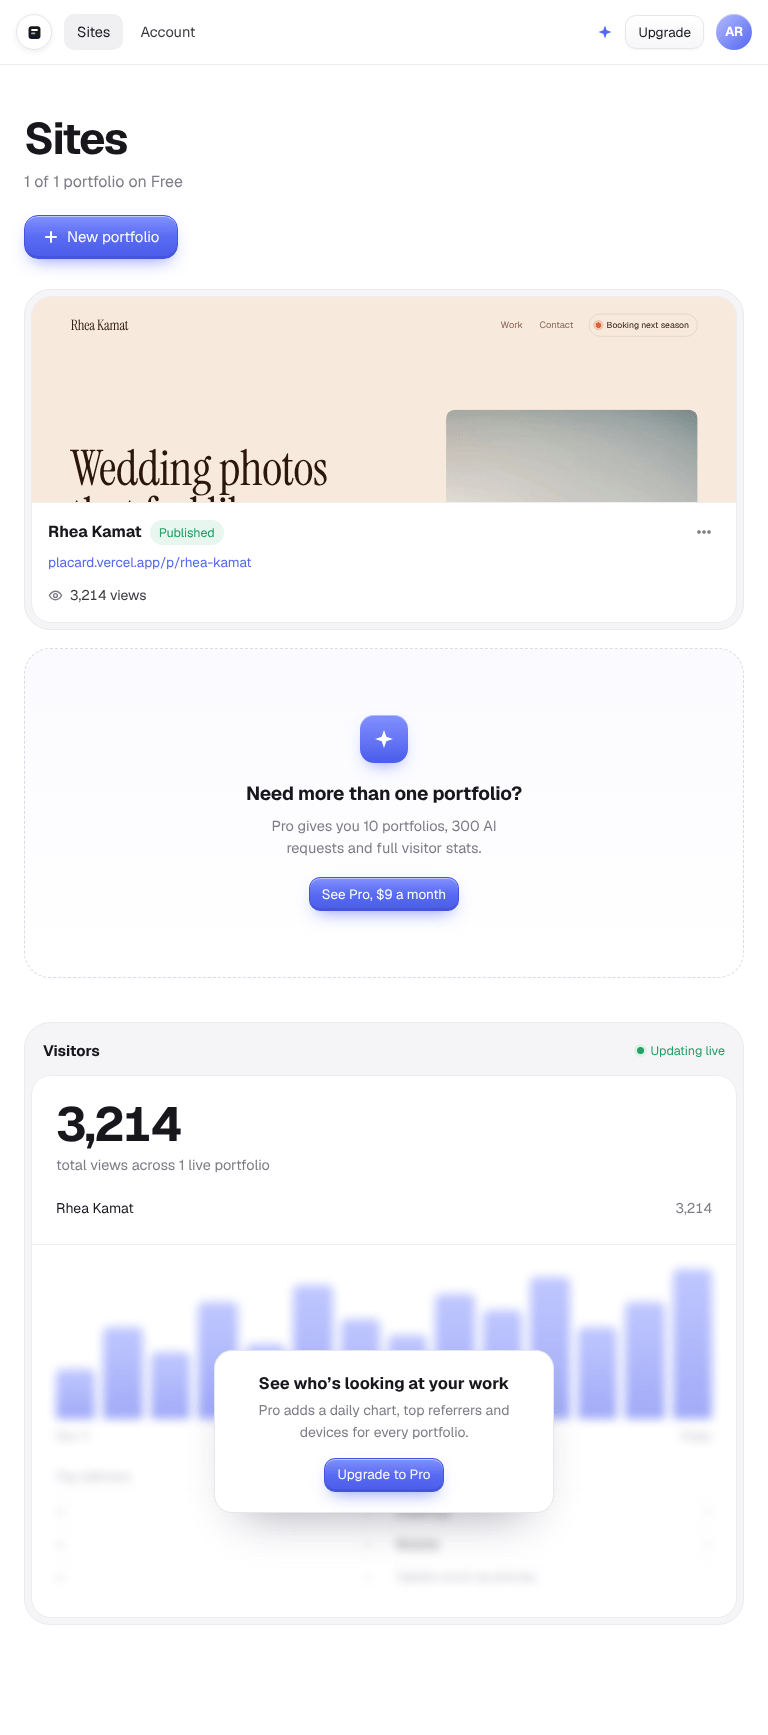 Sites
Account
Upgrade
AR
Sites
1 of 1 portfolio on Free
New portfolio
Rhea Kamat
Work
Contact
Booking next season
Wedding photos
Rhea Kamat
Published
placard.vercel.app/p/rhea-kamat
3,214 views
Need more than one portfolio?
Pro gives you 10 portfolios, 300 AI
requests and full visitor stats.
See Pro, $9 a month
Visitors
Updating live
3,214
total views across 1 live portfolio
Rhea Kamat
3,214
See who’s looking at your work
Pro adds a daily chart, top referrers and
devices for every portfolio.
Upgrade to Pro